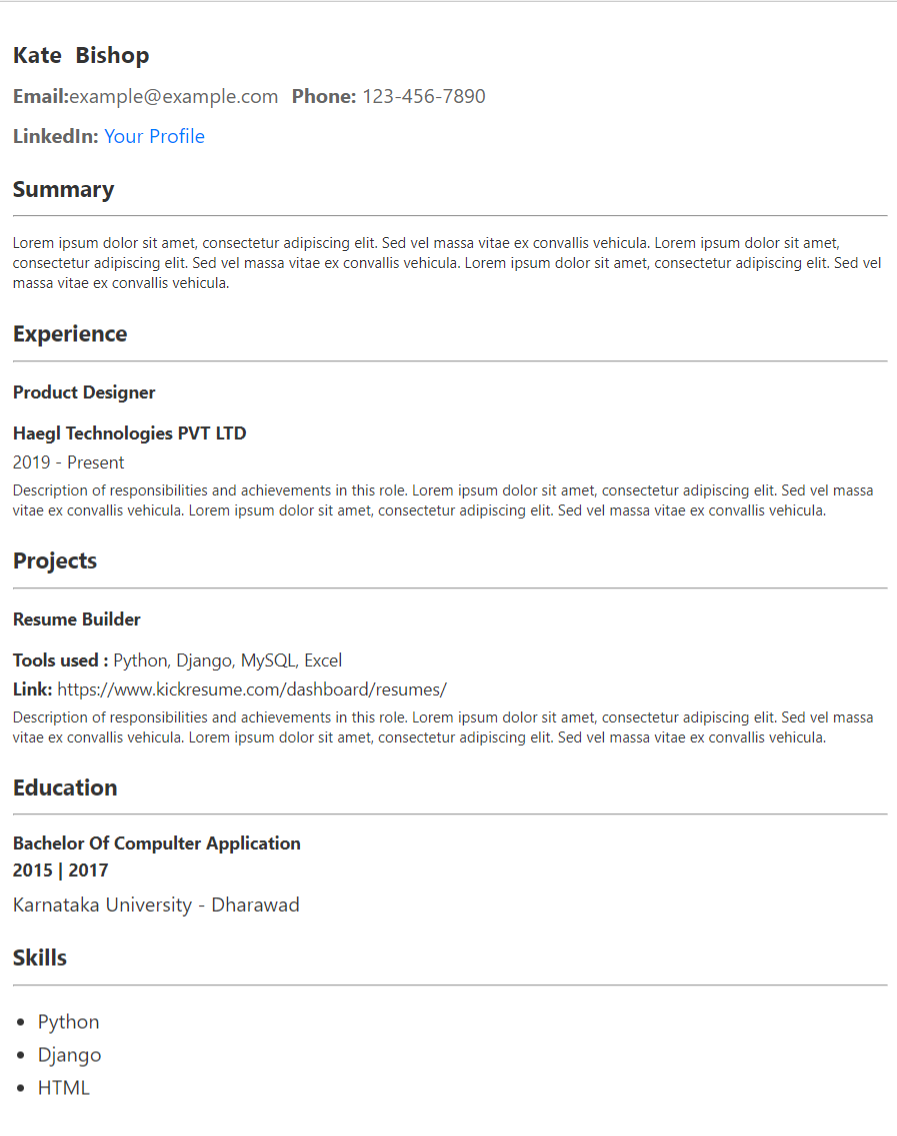 Kate  Bishop
Email:example@example.com  Phone: 123-456-7890
LinkedIn: Your Profile
Summary
Lorem ipsum dolor sit amet, consectetur adipiscing elit. Sed vel massa vitae ex convallis vehicula. Lorem ipsum dolor sit amet,
consectetur adipiscing elit. Sed vel massa vitae ex convallis vehicula. Lorem ipsum dolor sit amet, consectetur adipiscing elit. Sed vel
massa vitae ex convallis vehicula.
Experience
Product Designer
Haegl Technologies PVT LTD
2019 - Present
Description of responsibilities and achievements in this role. Lorem ipsum dolor sit amet, consectetur adipiscing elit. Sed vel massa
vitae ex convallis vehicula. Lorem ipsum dolor sit amet, consectetur adipiscing elit. Sed vel massa vitae ex convallis vehicula.
Projects
Resume Builder
Tools used : Python, Django, MySQL, Excel
Link: https://www.kickresume.com/dashboard/resumes/
Description of responsibilities and achievements in this role. Lorem ipsum dolor sit amet, consectetur adipiscing elit. Sed vel massa
vitae ex convallis vehicula. Lorem ipsum dolor sit amet, consectetur adipiscing elit. Sed vel massa vitae ex convallis vehicula.
Education
Bachelor Of Compulter Application
2015 | 2017
Karnataka University - Dharawad
Skills
• Python
• Django
• HTML